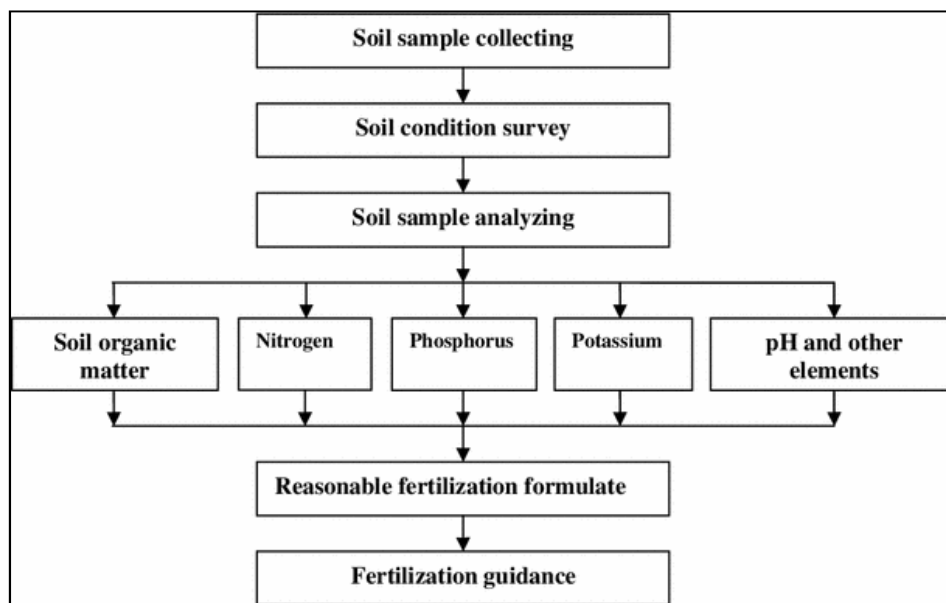 Soil sample collecting
Soil condition survey
Soil sample analyzing
Soil organic
matter
Nitrogen
Phosphorus
Potassium
pH and other
elements
Reasonable fertilization formulate
Fertilization guidance